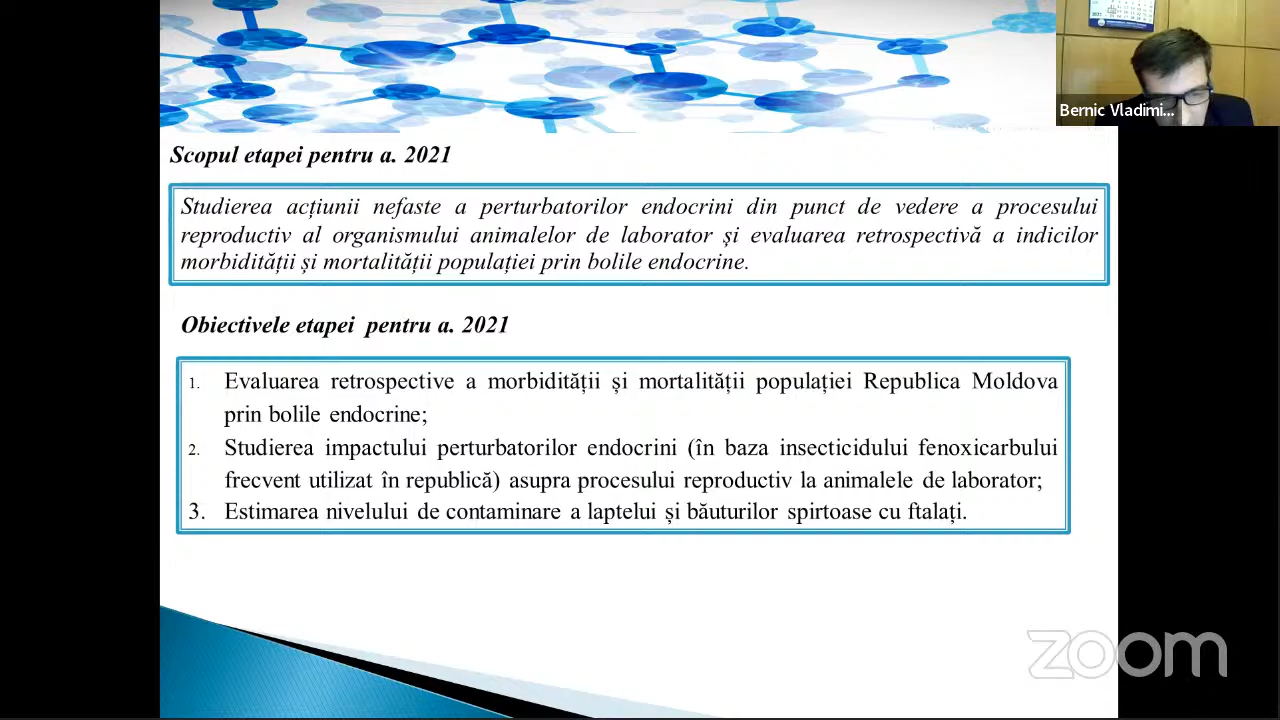 Bernic Vladimi...
Scopul etapei pentru a. 2021
Studierea acțiunii nefaste a perturbatorilor endocrini din punct de vedere a procesului
reproductiv al organismului animalelor de laborator și evaluarea retrospectivă a indicilor
morbidității și mortalității populației prin bolile endocrine.
Obiectivele etapei pentru a. 2021
1. Evaluarea retrospective a morbidității și mortalității populației Republica Moldova
prin bolile endocrine;
2. Studierea impactului perturbatorilor endocrini (în baza insecticidului fenoxicarbului
frecvent utilizat în republică) asupra procesului reproductiv la animalele de laborator;
3. Estimarea nivelului de contaminare a laptelui și băuturilor spirtoase cu ftalați.
zoom